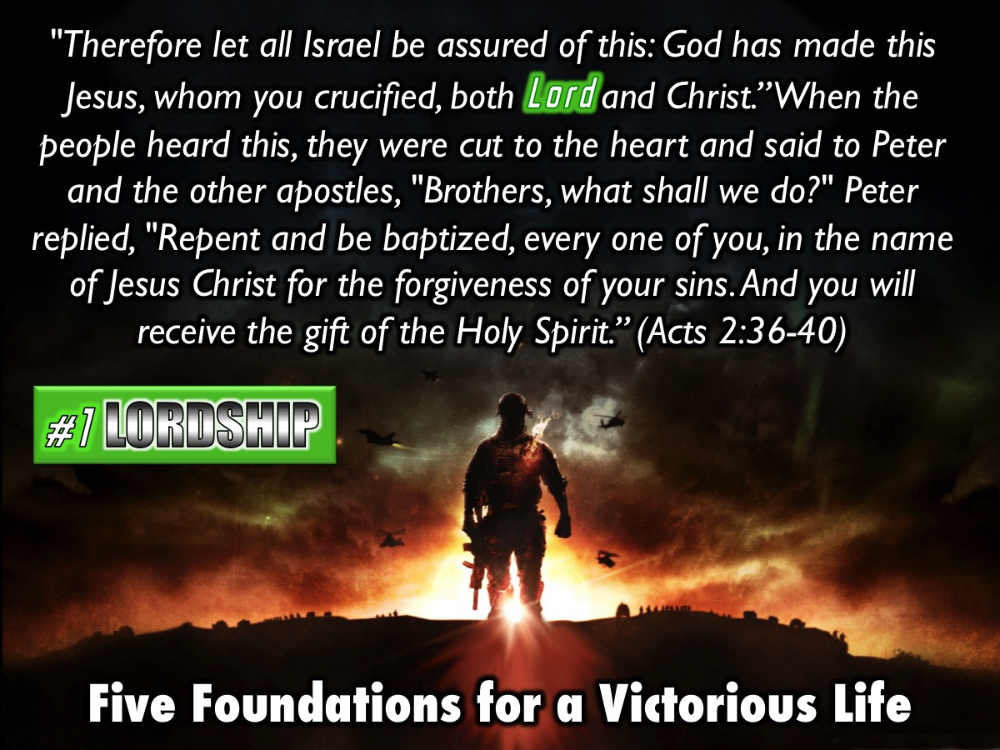 "Therefore let all Israel be assured of this: God has made this
Jesus, whom you crucified, both Lord and Christ.” When the
people heard this, they were cut to the heart and said to Peter
and the other apostles, "Brothers, what shall we do?" Peter
replied, "Repent and be baptized, every one of you, in the name
of Jesus Christ for the forgiveness of your sins. And you will
receive the gift of the Holy Spirit.” (Acts 2:36-40)
#1 LORDSHIP
Five Foundations for a Victorious Life